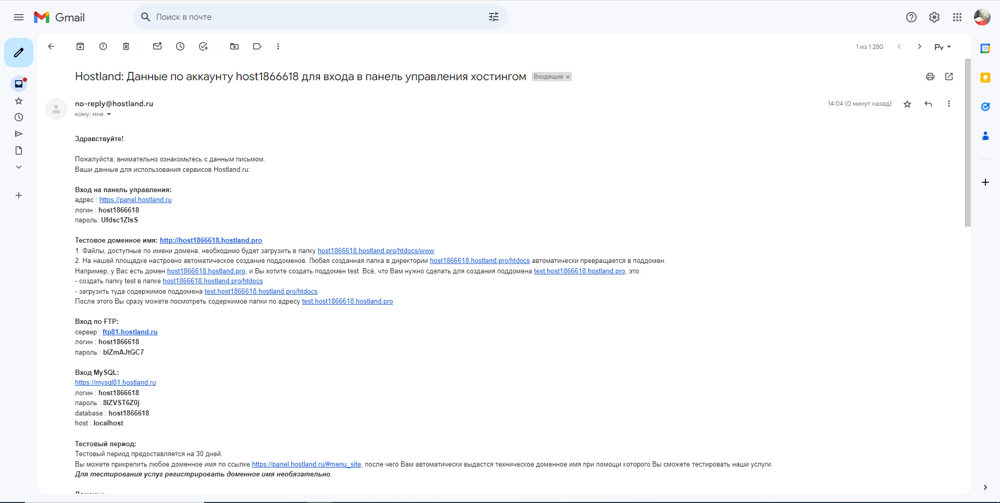 Gmail
Поиск в почте
1 из 1 280
Ру
Hostland: Данные по аккаунту host1866618 для входа в панель управления хостингом
Входящие ×
no-reply@hostland.ru
14:04 (0 минут назад)
кому: мне
31
Здравствуйте!
Пожалуйста, внимательно ознакомьтесь с данным письмом.
Ваши данные для использования сервисов Hostland.ru:
Вход на панель управления:
адрес : https://panel.hostland.ru
логин : host1866618
пароль: Ufdsc1ZIsS
Тестовое доменное имя: http://host1866618.hostland.pro
1. Файлы, доступные по имени домена, необходимо будет загрузить в папку host1866618.hostland.pro/htdocs/www
2. На нашей площадке настроено автоматическое создание поддоменов. Любая созданная папка в директории host1866618.hostland.pro/htdocs автоматически превращается в поддомен.
Например, у Вас есть домен host1866618.hostland.pro, и Вы хотите создать поддомен test. Всё, что Вам нужно сделать для создания поддомена test.host1866618.hostland.pro, это:
- создать папку test в папке host1866618.hostland.pro/htdocs
- загрузить туда содержимое поддомена test.host1866618.hostland.pro/htdocs
После этого Вы сразу можете посмотреть содержимое папки по адресу test.host1866618.hostland.pro
Вход по FTP:
сервер : ftp81.hostland.ru
логин : host1866618
пароль : blZmAJtGC7
Вход MySQL:
https://mysql81.hostland.ru
логин : host1866618
пароль : 8IZVST6Z0j
database : host1866618
host : localhost
Тестовый период:
Тестовый период предоставляется на 30 дней.
Вы можете прикрепить любое доменное имя по ссылке https://panel.hostland.ru/#menu_site, после чего Вам автоматически выдастся техническое доменное имя при помощи которого Вы сможете тестировать наши услуги.
Для тестирования услуг регистрировать доменное имя необязательно.